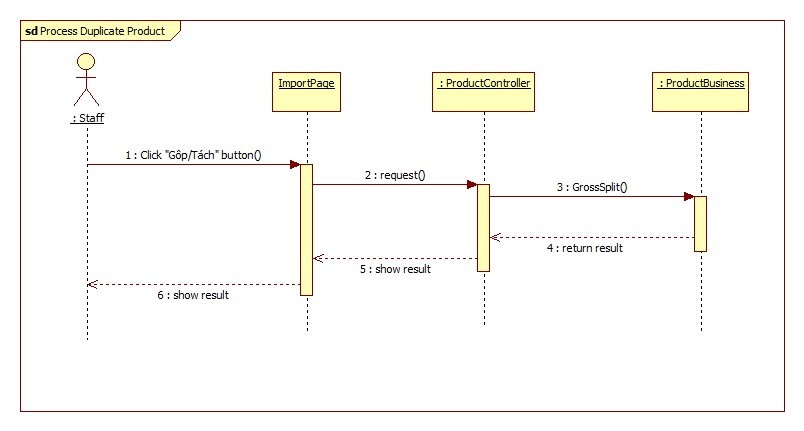 sd Process Duplicate Product
ImportPage
: ProductController
: ProductBusiness
: Staff
1 : Click "Gôp/Tách" button()
2 : request()
3 : GrossSplit()
4 : return result
5 : show result
6 : show result